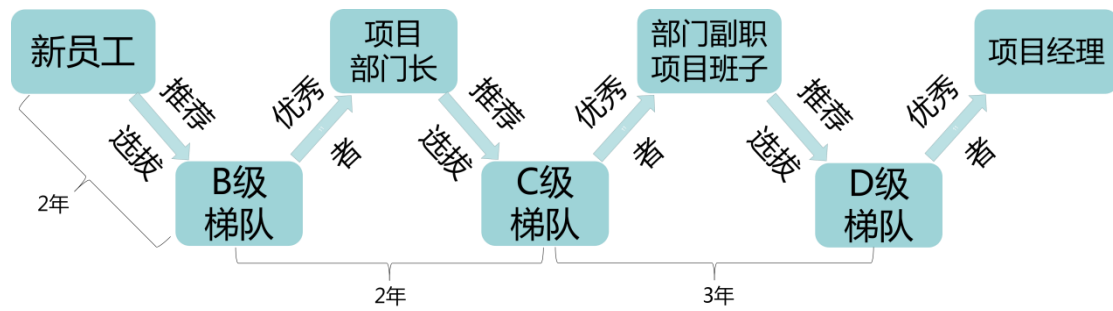 新员工
项目
部门长
部门副职
项目班子
项目经理
推荐
选拔
优秀
者
推荐
选拔
优秀
者
推荐
选拔
优秀
者
B级
梯队
C级
梯队
D级
梯队
2年
2年
3年